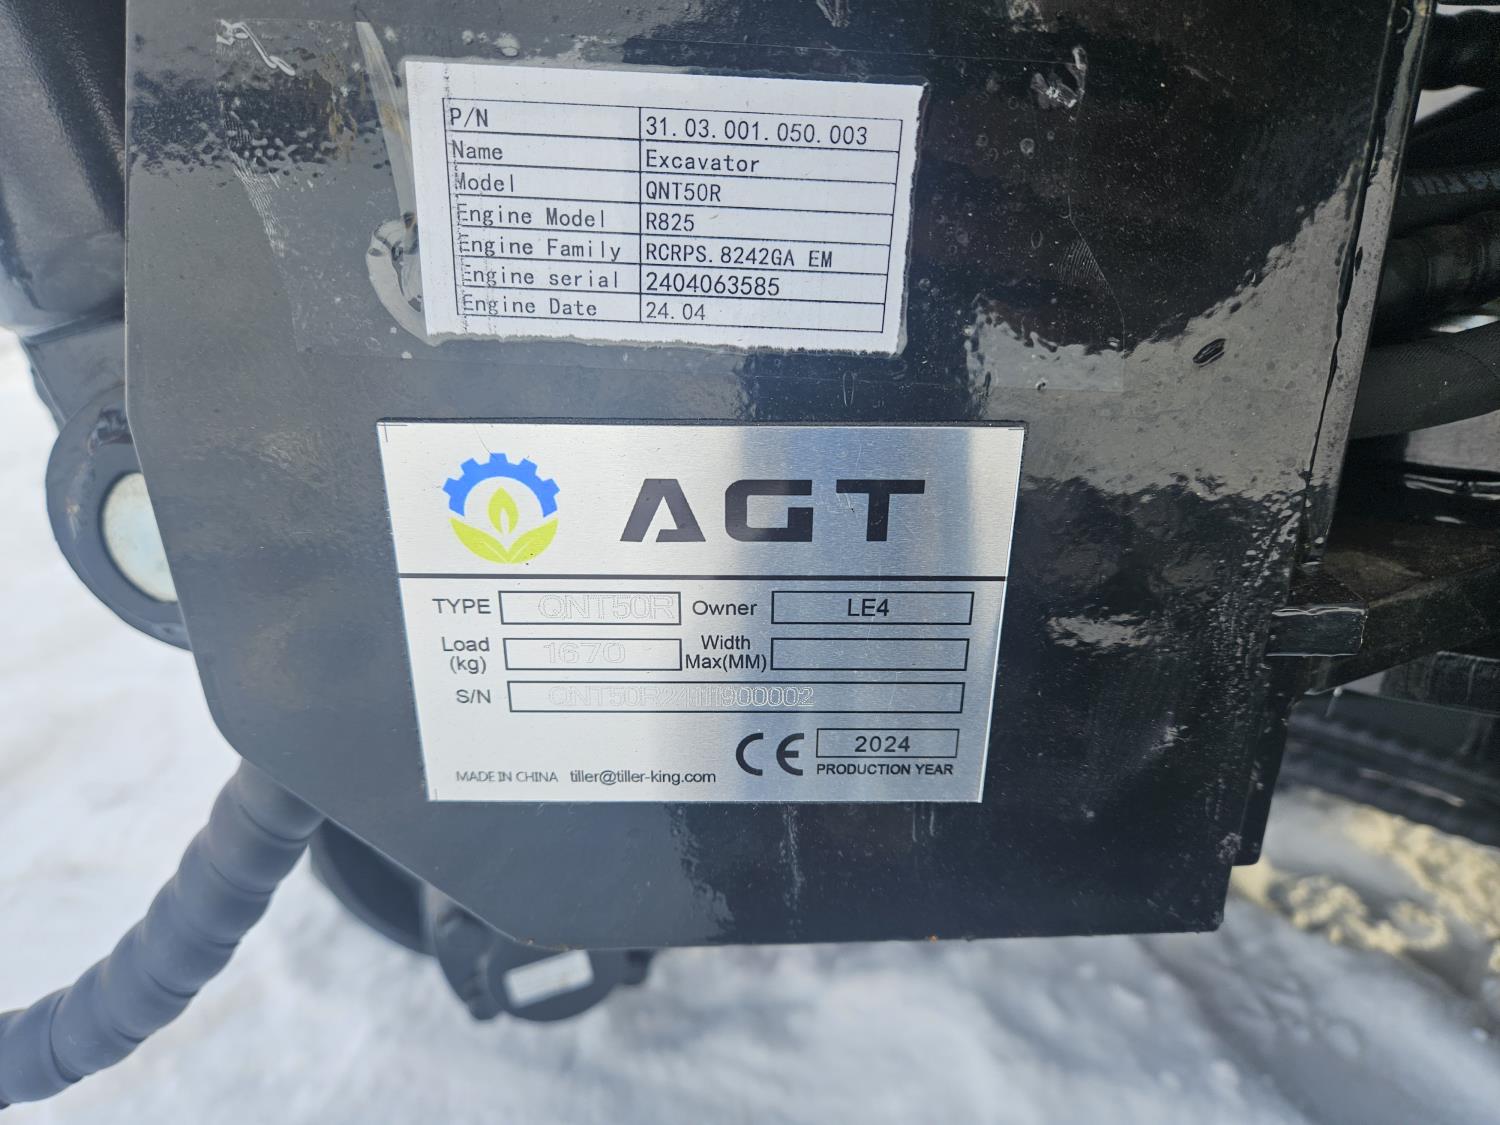 P/N 31.03.001.050.003
Name Excavator
Model QNT50R
Engine Model R825
Engine Family RCRPS.8242GA EM
Engine serial 2404063585
Engine Date 24.04
AGT
TYPE QNT50R Owner LE4
Load (kg) 1670 Width Max(MM)
S/N
CE 2024
PRODUCTION YEAR
MADE IN CHINA tiller@tiller-king.com